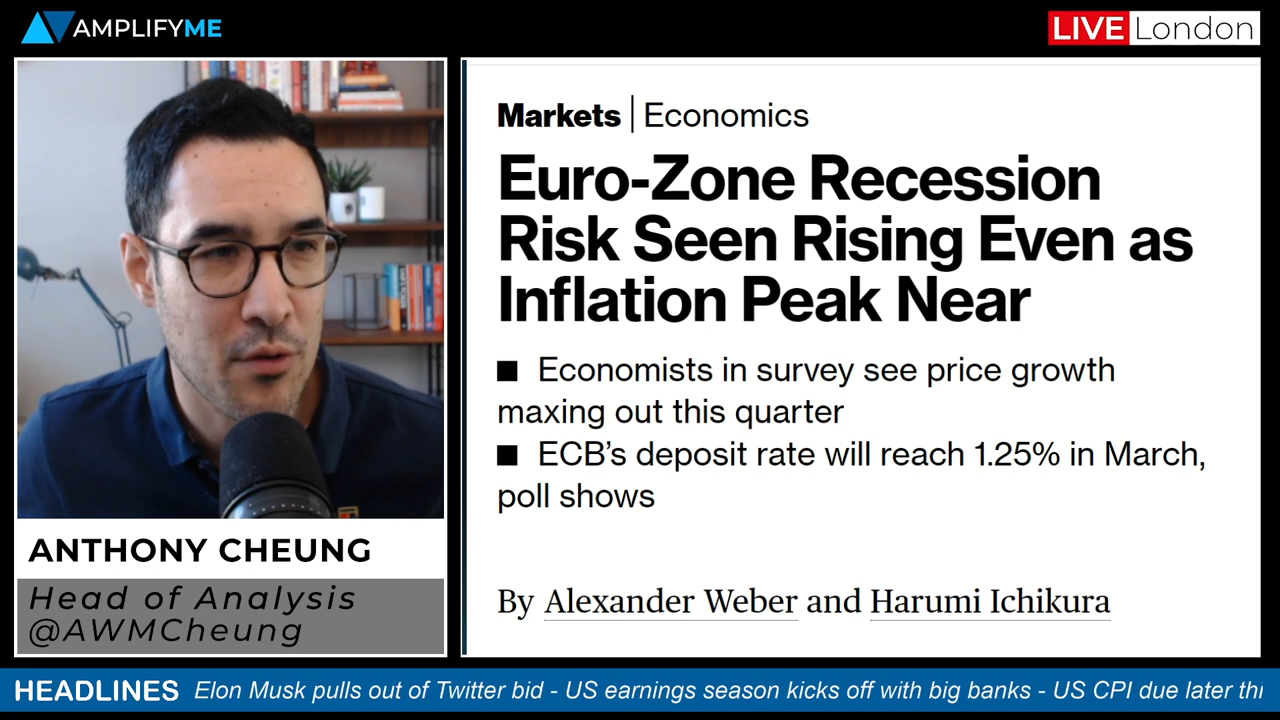 AMPLIFYME
LIVE London
Markets | Economics
Euro-Zone Recession
Risk Seen Rising Even as
Inflation Peak Near
■ Economists in survey see price growth
maxing out this quarter
■ ECB’s deposit rate will reach 1.25% in March,
poll shows
By Alexander Weber and Harumi Ichikura
ANTHONY CHEUNG
Head of Analysis
@AWMCheung
HEADLINES Elon Musk pulls out of Twitter bid - US earnings season kicks off with big banks - US CPI due later thi